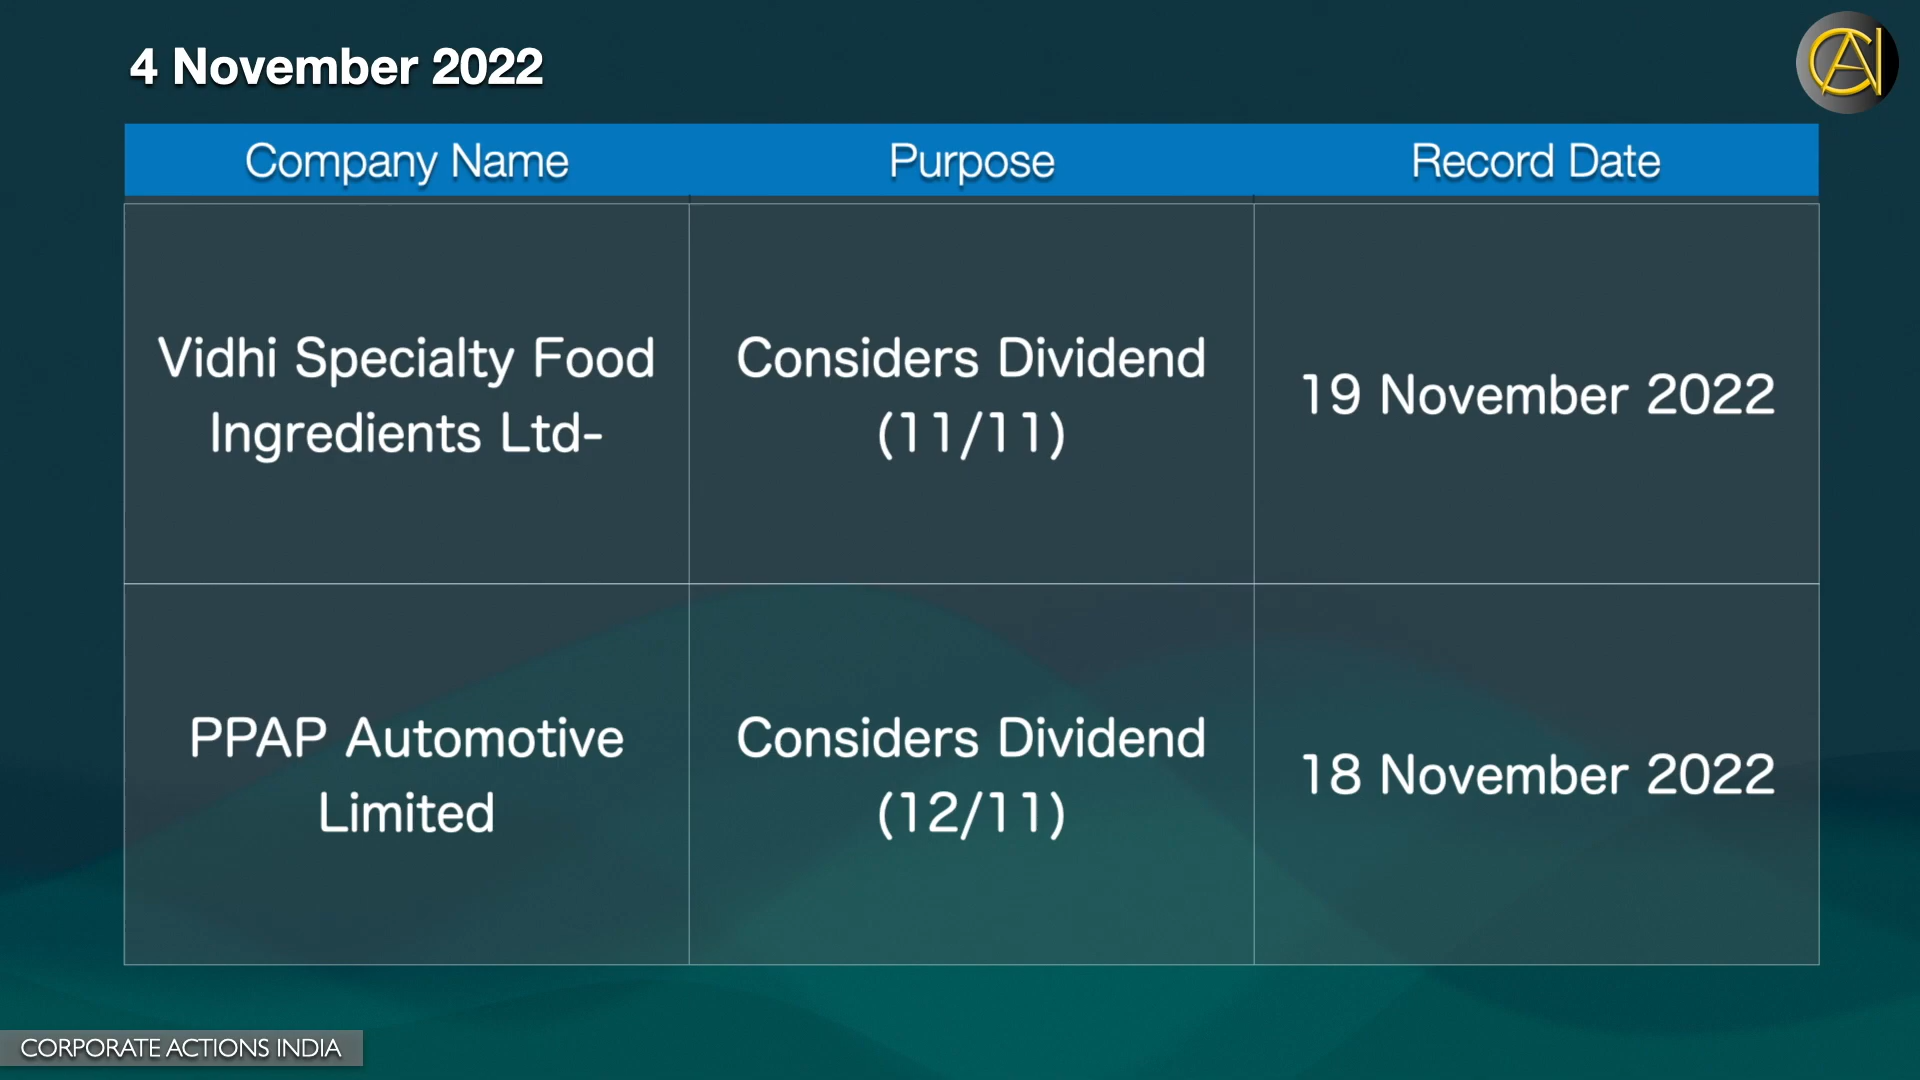 4 November 2022
CAI
Company Name
Purpose
Record Date
Vidhi Specialty Food
Ingredients Ltd-
Considers Dividend
(11/11)
19 November 2022
PPAP Automotive
Limited
Considers Dividend
(12/11)
18 November 2022
CORPORATE ACTIONS INDIA